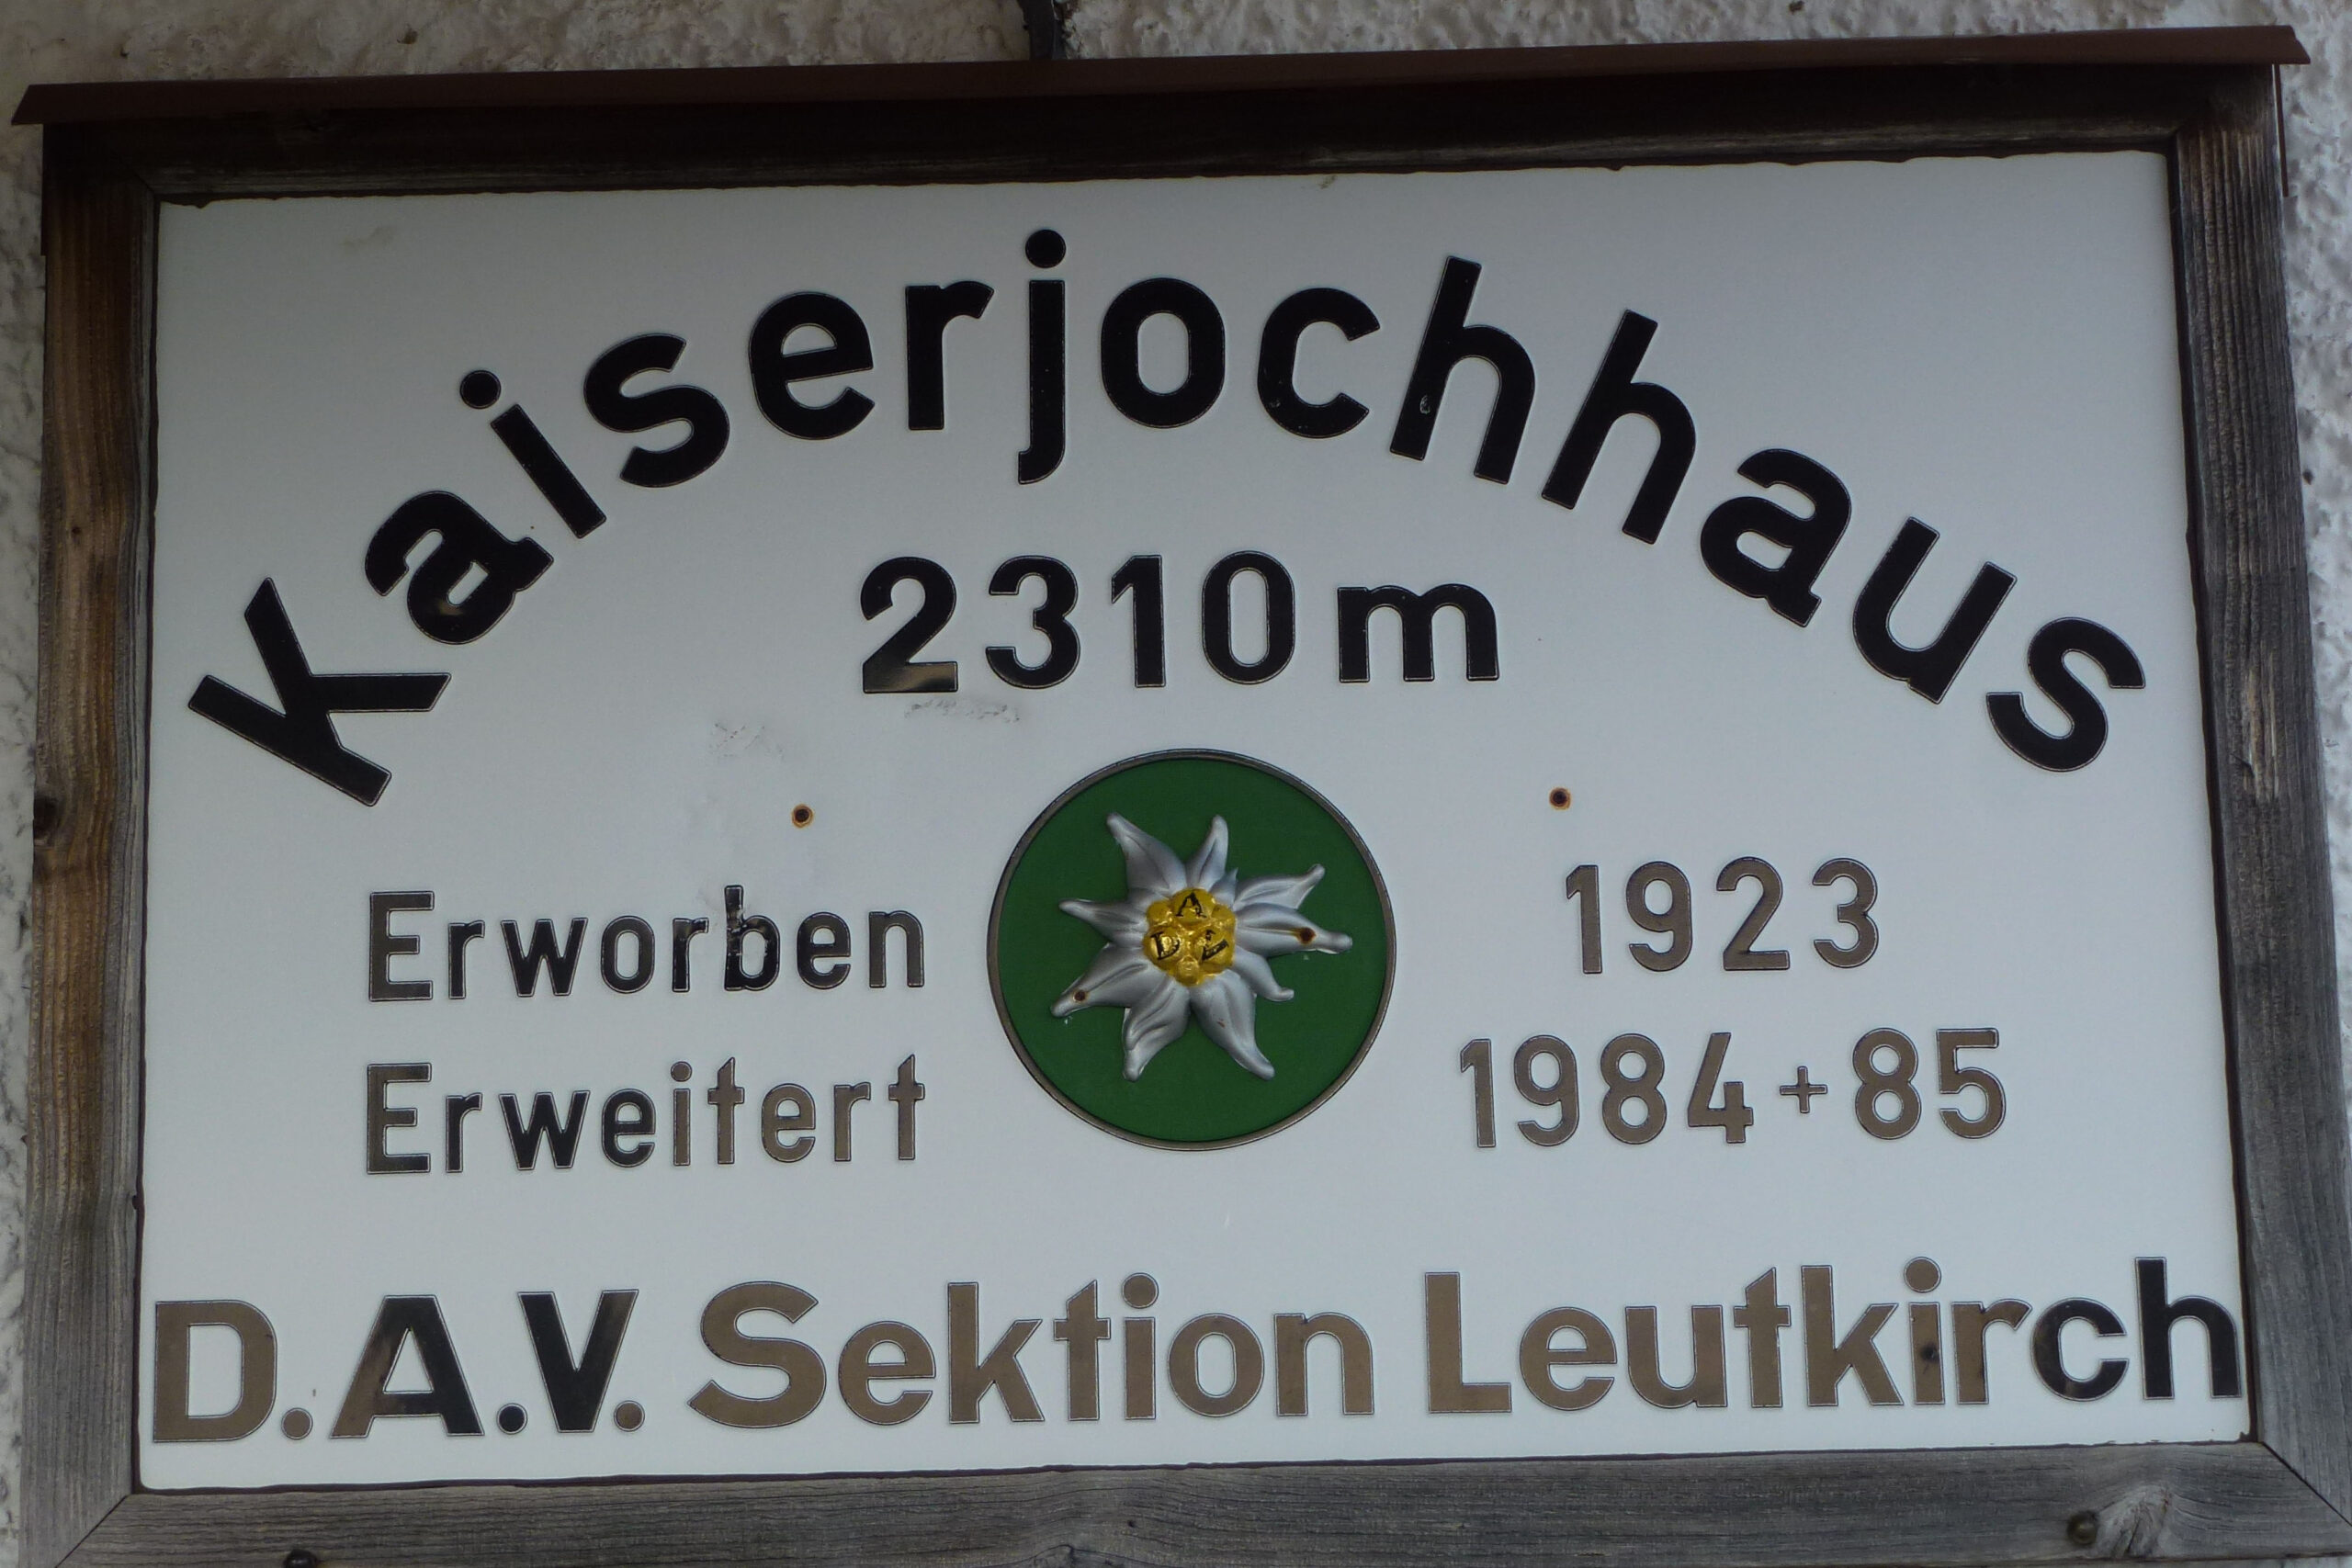 Kaiserjochhaus
2310m
Erworben 1923
Erweitert 1984+85
D.A.V. Sektion Leutkirch